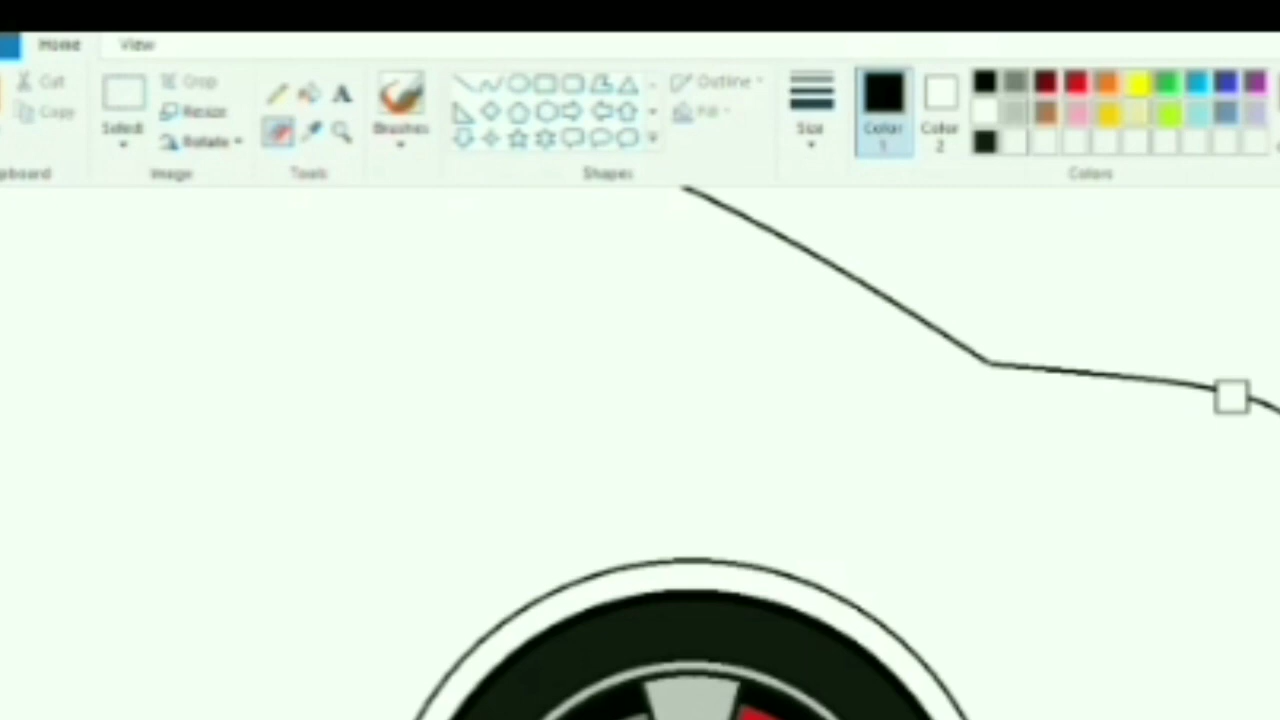 Home View
Cut
Copy
Select
Crop
Resize
Rotate
A
Brushes
Outline
Fill
Size
Color
1
Color
2
pboard
Image
Tools
Shapes
Colors